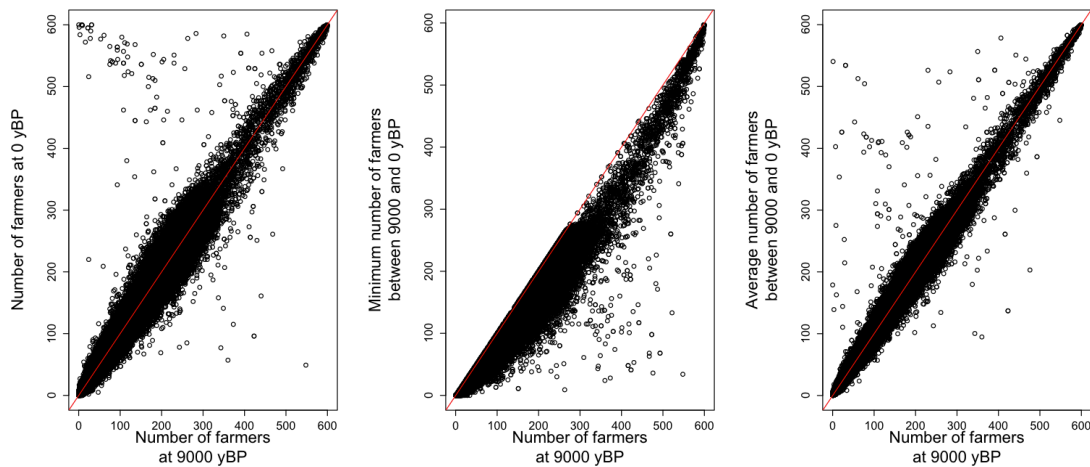 Number of farmers at 0 yBP
600
500
400
300
200
100
0
0 100 200 300 400 500 600
Number of farmers
at 9000 yBP
Minimum number of farmers
between 9000 and 0 yBP
600
500
400
300
200
100
0
0 100 200 300 400 500 600
Number of farmers
at 9000 yBP
Average number of farmers
between 9000 and 0 yBP
600
500
400
300
200
100
0
0 100 200 300 400 500 600
Number of farmers
at 9000 yBP